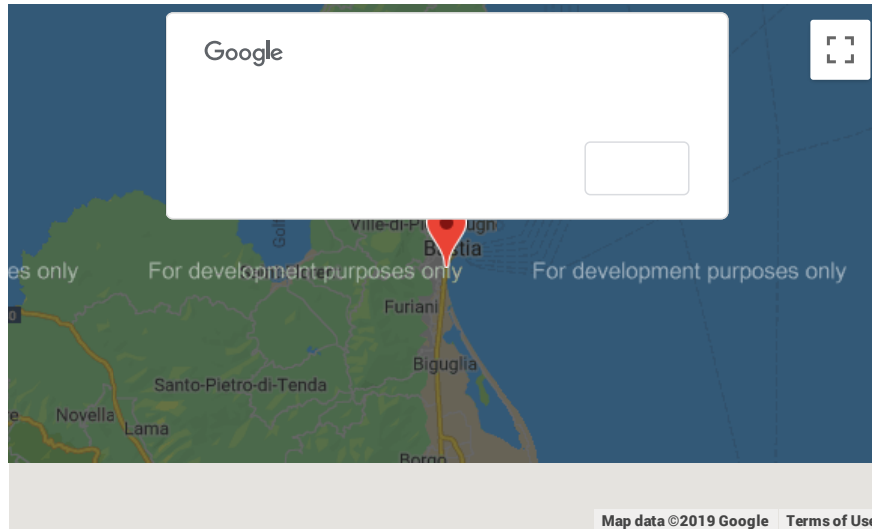 Google
Golf
Ville-di-Pi
Bastia
es only
For development purposes only
For development purposes only
Furiani
Biguglia
Santo-Pietro-di-Tenda
Novella
Lama
Borgo
Map data ©2019 Google
Terms of Use